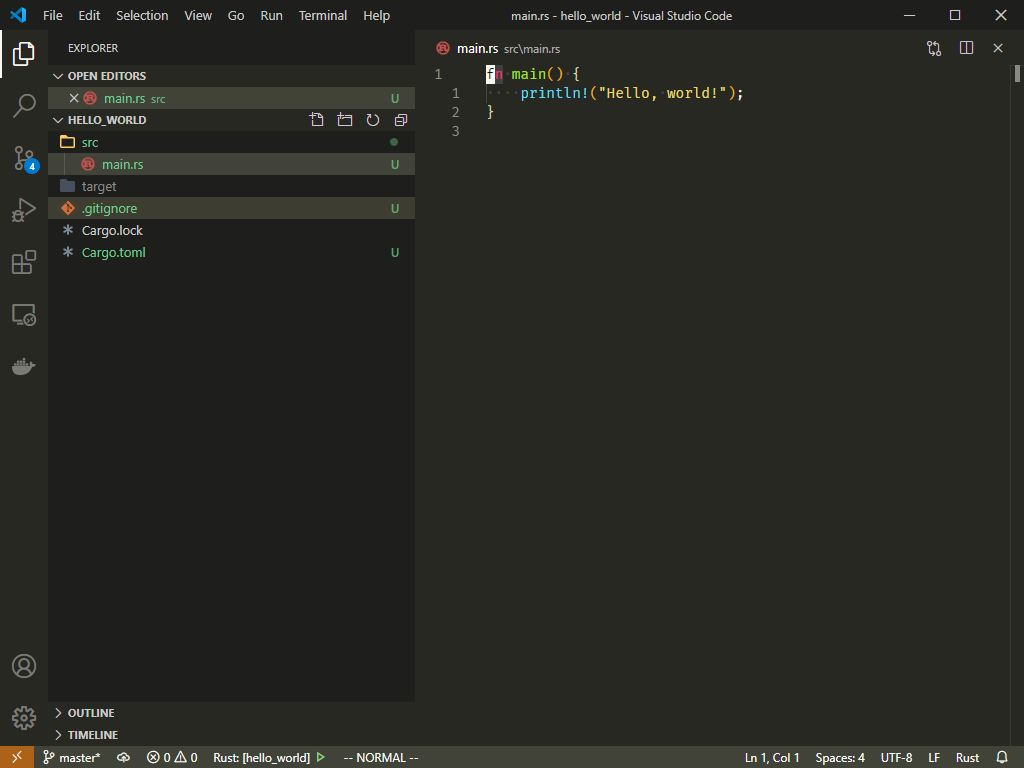 File Edit Selection View Go Run Terminal Help main.rs - hello_world - Visual Studio Code
EXPLORER
OPEN EDITORS
main.rs src U
HELLO_WORLD
src
main.rs U
target
.gitignore U
Cargo.lock
Cargo.toml U
4
OUTLINE
TIMELINE
main.rs src\main.rs
1 fn main() {
1 ····println!("Hello, world!");
2 }
3
master* 0 0 Rust: [hello_world] -- NORMAL -- Ln 1, Col 1 Spaces: 4 UTF-8 LF Rust